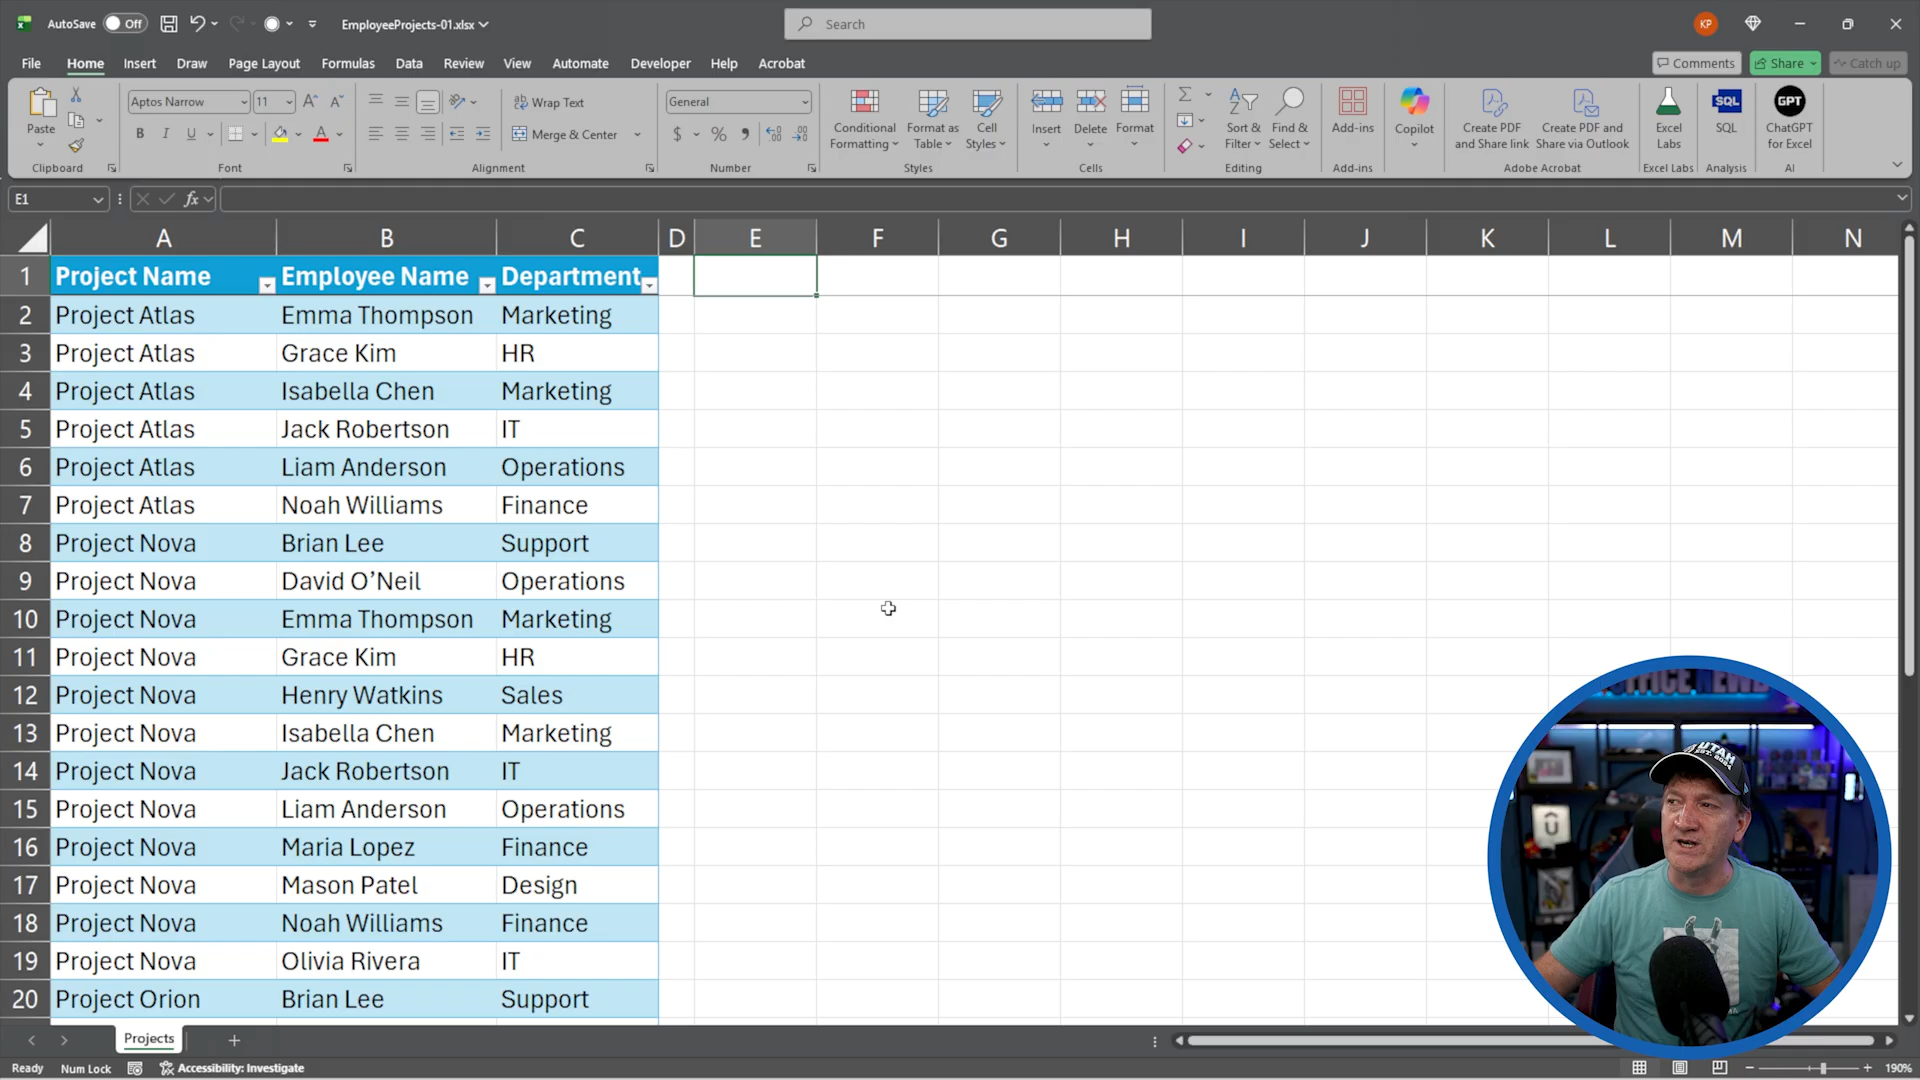 AutoSave Off EmployeeProjects-01.xlsx Search KP
File Home Insert Draw Page Layout Formulas Data Review View Automate Developer Help Acrobat Comments Share Catch up
Paste
Clipboard
Aptos Narrow 11
B I U A
Font
Wrap Text
Merge & Center
Alignment
General
$ % 9
Number
Conditional Formatting
Format as Table
Cell Styles
Styles
Insert Delete Format
Cells
Sort & Filter
Find & Select
Editing
Add-ins
Add-ins
Copilot
Create PDF and Share link
Create PDF and Share via Outlook
Adobe Acrobat
Excel Labs
Excel Labs
SQL
SQL
Analysis
GPT
ChatGPT for Excel
AI
E1 fx
A B C D E F G H I J K L M N
1 Project Name Employee Name Department
2 Project Atlas Emma Thompson Marketing
3 Project Atlas Grace Kim HR
4 Project Atlas Isabella Chen Marketing
5 Project Atlas Jack Robertson IT
6 Project Atlas Liam Anderson Operations
7 Project Atlas Noah Williams Finance
8 Project Nova Brian Lee Support
9 Project Nova David O’Neil Operations
10 Project Nova Emma Thompson Marketing
11 Project Nova Grace Kim HR
12 Project Nova Henry Watkins Sales
13 Project Nova Isabella Chen Marketing
14 Project Nova Jack Robertson IT
15 Project Nova Liam Anderson Operations
16 Project Nova Maria Lopez Finance
17 Project Nova Mason Patel Design
18 Project Nova Noah Williams Finance
19 Project Nova Olivia Rivera IT
20 Project Orion Brian Lee Support
UTAH
Projects
Ready Num Lock Accessibility: Investigate 190%